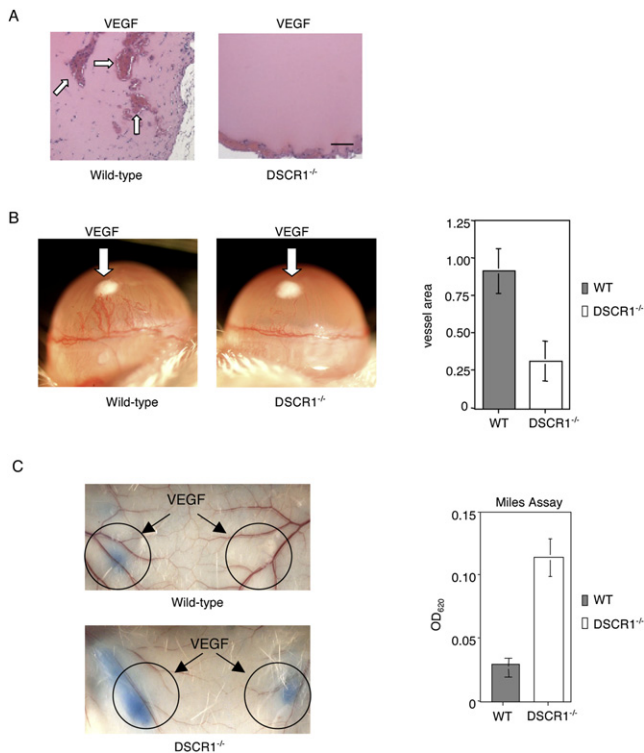 A
VEGF
VEGF
Wild-type
DSCR1-/-
B
VEGF
VEGF
Wild-type
DSCR1-/-
1.25
1.00
0.75
0.50
0.25
0
vessel area
WT
DSCR1-/-
WT
DSCR1-/-
C
VEGF
Wild-type
VEGF
DSCR1-/-
Miles Assay
0.15
0.10
0.05
0
OD620
WT
DSCR1-/-
WT
DSCR1-/-